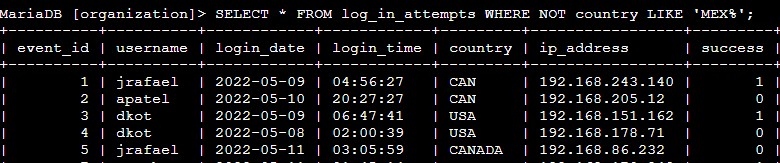 MariaDB [organization]> SELECT * FROM log_in_attempts WHERE NOT country LIKE 'MEX%';
+----------+----------+------------+------------+---------+-----------------+---------+
| event_id | username | login_date | login_time | country | ip_address | success |
+----------+----------+------------+------------+---------+-----------------+---------+
| 1 | jrafael | 2022-05-09 | 04:56:27 | CAN | 192.168.243.140 | 1
| 2 | apatel | 2022-05-10 | 20:27:27 | CAN | 192.168.205.12 | 0
| 3 | dkot | 2022-05-09 | 06:47:41 | USA | 192.168.151.162 | 1
| 4 | dkot | 2022-05-08 | 02:00:39 | USA | 192.168.178.71 | 0
| 5 | jrafael | 2022-05-11 | 03:05:59 | CANADA | 192.168.86.232 | 0